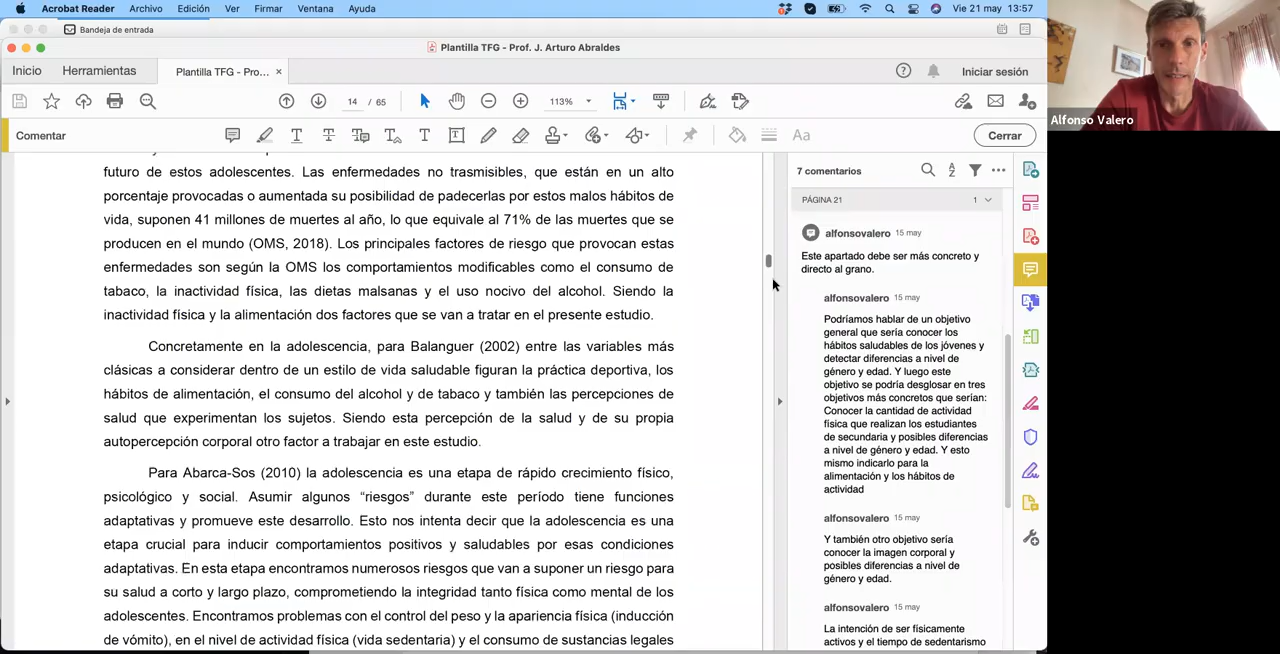 Acrobat Reader Archivo Edición Ver Firmar Ventana Ayuda Vie 21 may 13:57
Bandeja de entrada
Plantilla TFG - Prof. J. Arturo Abraldes
Inicio Herramientas Plantilla TFG - Pro... × Iniciar sesión
14 / 65 113%
Comentar Aa Cerrar
futuro de estos adolescentes. Las enfermedades no trasmisibles, que están en un alto
porcentaje provocadas o aumentada su posibilidad de padecerlas por estos malos hábitos de
vida, suponen 41 millones de muertes al año, lo que equivale al 71% de las muertes que se
producen en el mundo (OMS, 2018). Los principales factores de riesgo que provocan estas
enfermedades son según la OMS los comportamientos modificables como el consumo de
tabaco, la inactividad física, las dietas malsanas y el uso nocivo del alcohol. Siendo la
inactividad física y la alimentación dos factores que se van a tratar en el presente estudio.
Concretamente en la adolescencia, para Balanguer (2002) entre las variables más
clásicas a considerar dentro de un estilo de vida saludable figuran la práctica deportiva, los
hábitos de alimentación, el consumo del alcohol y de tabaco y también las percepciones de
salud que experimentan los sujetos. Siendo esta percepción de la salud y de su propia
autopercepción corporal otro factor a trabajar en este estudio.
Para Abarca-Sos (2010) la adolescencia es una etapa de rápido crecimiento físico,
psicológico y social. Asumir algunos “riesgos” durante este período tiene funciones
adaptativas y promueve este desarrollo. Esto nos intenta decir que la adolescencia es una
etapa crucial para inducir comportamientos positivos y saludables por esas condiciones
adaptativas. En esta etapa encontramos numerosos riesgos que van a suponer un riesgo para
su salud a corto y largo plazo, comprometiendo la integridad tanto física como mental de los
adolescentes. Encontramos problemas con el control del peso y la apariencia física (inducción
de vómito), en el nivel de actividad física (vida sedentaria) y el consumo de sustancias legales
7 comentarios
PÁGINA 21 1
alfonsovalero 15 may
Este apartado debe ser más concreto y
directo al grano.
alfonsovalero 15 may
Podríamos hablar de un objetivo
general que sería conocer los
hábitos saludables de los jóvenes y
detectar diferencias a nivel de
género y edad. Y luego este
objetivo se podría desglosar en tres
objetivos más concretos que serían:
Conocer la cantidad de actividad
física que realizan los estudiantes
de secundaria y posibles diferencias
a nivel de género y edad. Y esto
mismo indicarlo para la
alimentación y los hábitos de
actividad
alfonsovalero 15 may
Y también otro objetivo sería
conocer la imagen corporal y
posibles diferencias a nivel de
género y edad.
alfonsovalero 15 may
La intención de ser físicamente
activos y el tiempo de sedentarismo
Alfonso Valero